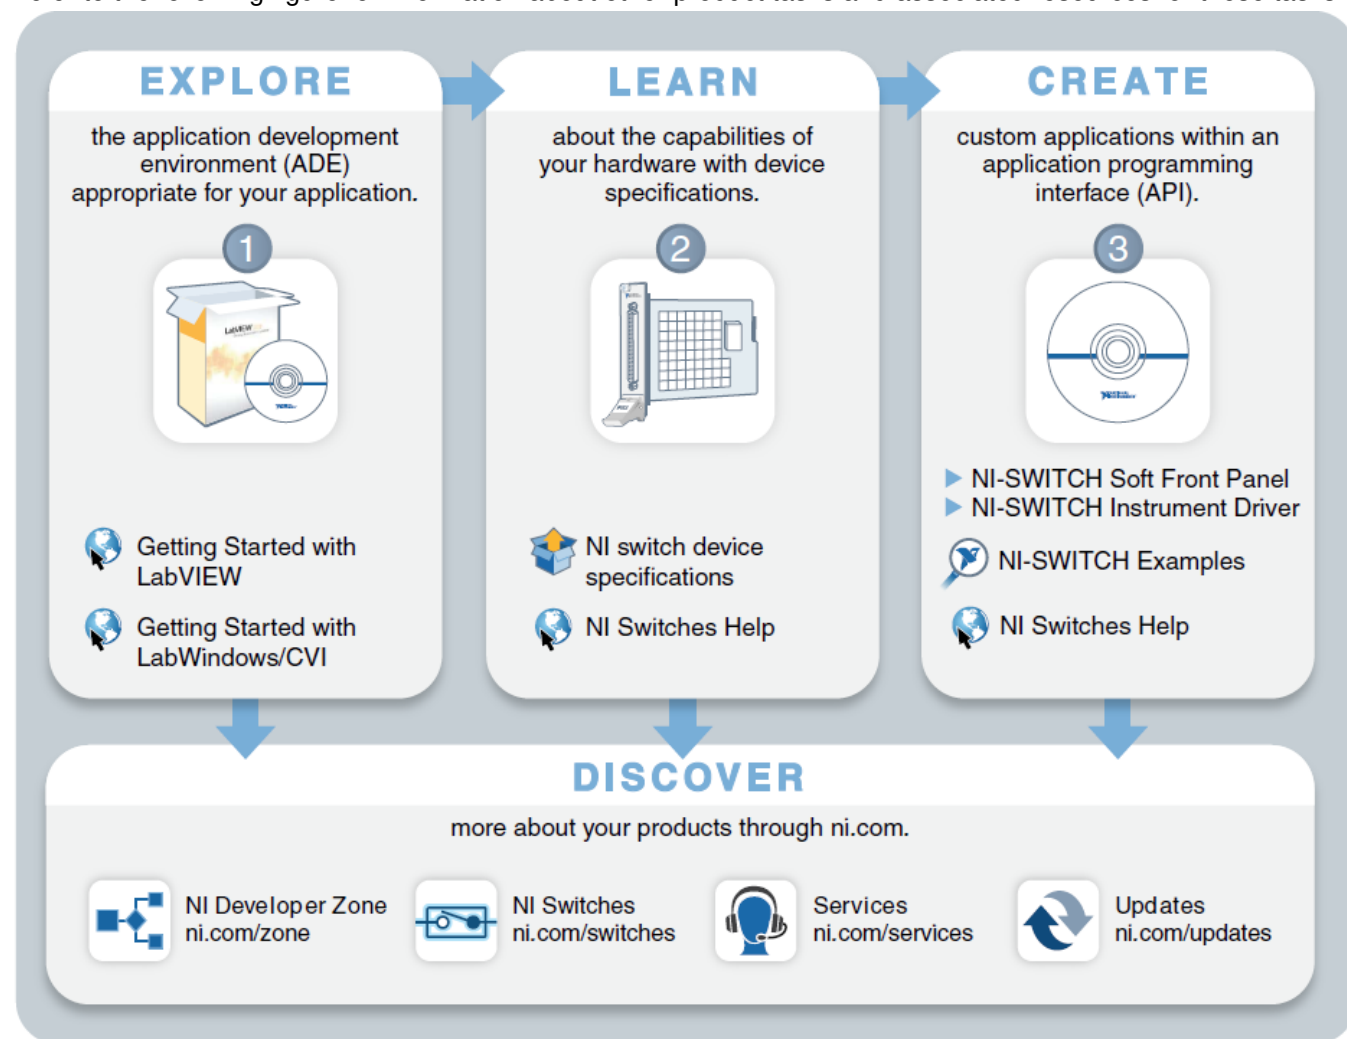 EXPLORE
the application development
environment (ADE)
appropriate for your application.
1
LabVIEW
Getting Started with
LabVIEW
Getting Started with
LabWindows/CVI
LEARN
about the capabilities of
your hardware with device
specifications.
2
NI switch device
specifications
NI Switches Help
CREATE
custom applications within an
application programming
interface (API).
3
NI-SWITCH Soft Front Panel
NI-SWITCH Instrument Driver
NI-SWITCH Examples
NI Switches Help
DISCOVER
more about your products through ni.com.
NI Developer Zone
ni.com/zone
NI Switches
ni.com/switches
Services
ni.com/services
Updates
ni.com/updates